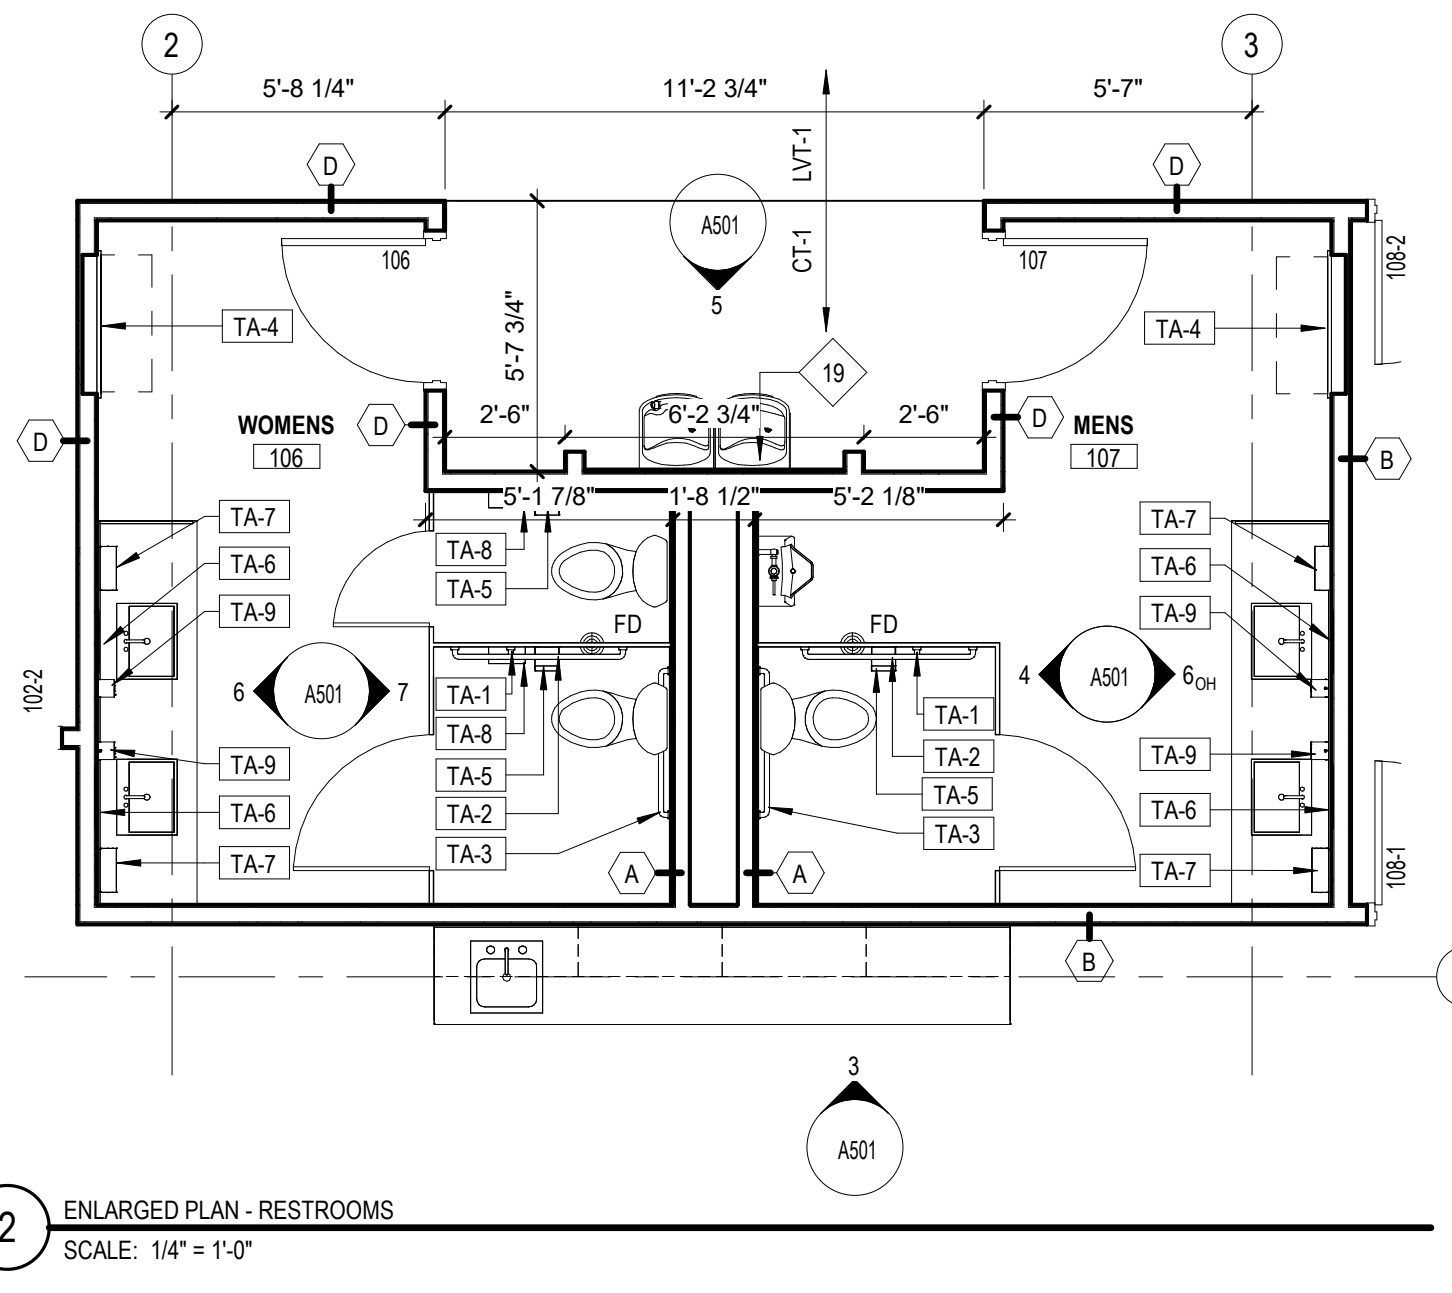 2
3
5'-8 1/4"
11'-2 3/4"
5'-7"
D
LVT-1
D
A501
CT-1
106
107
108-2
5
TA-4
TA-4
5'-7 3/4"
19
2'-6"
6'-2 3/4"
2'-6"
D
WOMENS
106
D
D
MENS
107
B
5'-1 7/8"
1'-8 1/2"
5'-2 1/8"
TA-7
TA-8
TA-7
TA-6
TA-5
TA-6
TA-9
FD
FD
TA-9
102-2
6
A501
7
TA-1
4
A501
6OH
TA-1
TA-8
TA-9
TA-2
TA-9
TA-5
TA-5
TA-6
TA-2
TA-6
TA-3
TA-3
TA-7
A
A
TA-7
108-1
B
3
A501
2
ENLARGED PLAN - RESTROOMS
SCALE: 1/4" = 1'-0"